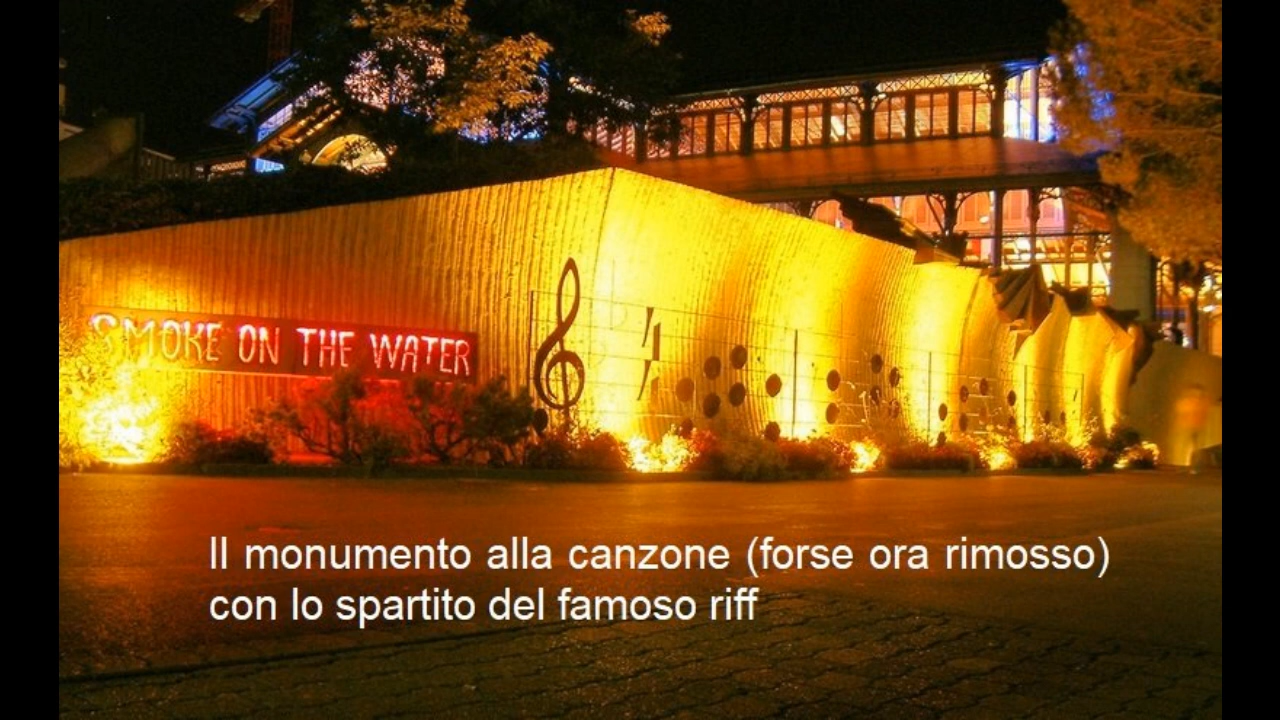 SMOKE ON THE WATER
Il monumento alla canzone (forse ora rimosso)
con lo spartito del famoso riff